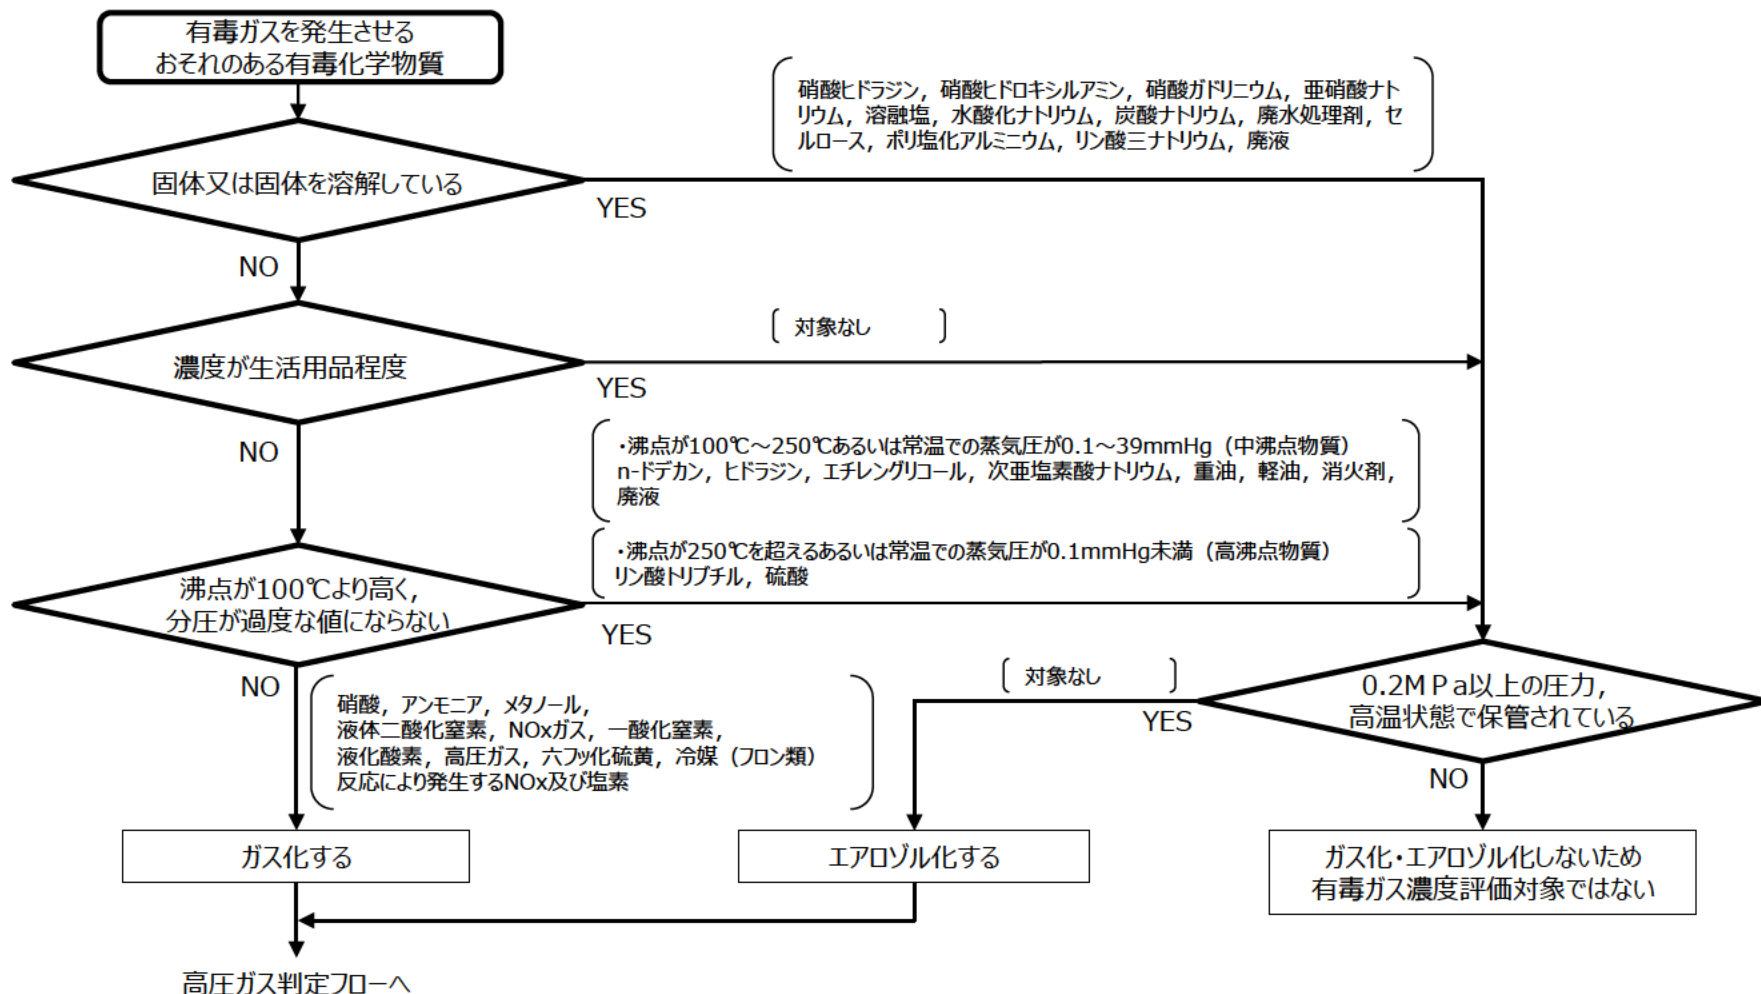 有毒ガスを発生させる
おそれのある有毒化学物質
硝酸ヒドラジン，硝酸ヒドロキシルアミン，硝酸ガドリニウム，亜硝酸ナト
リウム，溶融塩，水酸化ナトリウム，炭酸ナトリウム，廃水処理剤，セ
ルロース，ポリ塩化アルミニウム，リン酸三ナトリウム，廃液
固体又は固体を溶解している
YES
NO
対象なし
濃度が生活用品程度
YES
NO
・沸点が100℃～250℃あるいは常温での蒸気圧が0.1～39mmHg（中沸点物質）
n-ドデカン，ヒドラジン，エチレングリコール，次亜塩素酸ナトリウム，重油，軽油，消火剤，
廃液
・沸点が250℃を超えるあるいは常温での蒸気圧が0.1mmHg未満（高沸点物質）
リン酸トリブチル，硫酸
沸点が100℃より高く，
分圧が過度な値にならない
YES
NO
硝酸，アンモニア，メタノール，
液体二酸化窒素，NOxガス，一酸化窒素，
液化酸素，高圧ガス，六フッ化硫黄，冷媒（フロン類）
反応により発生するNOx及び塩素
対象なし
0.2MPa以上の圧力，
高温状態で保管されている
YES
NO
ガス化する
エアロゾル化する
ガス化・エアロゾル化しないため
有毒ガス濃度評価対象ではない
高圧ガス判定フローへ